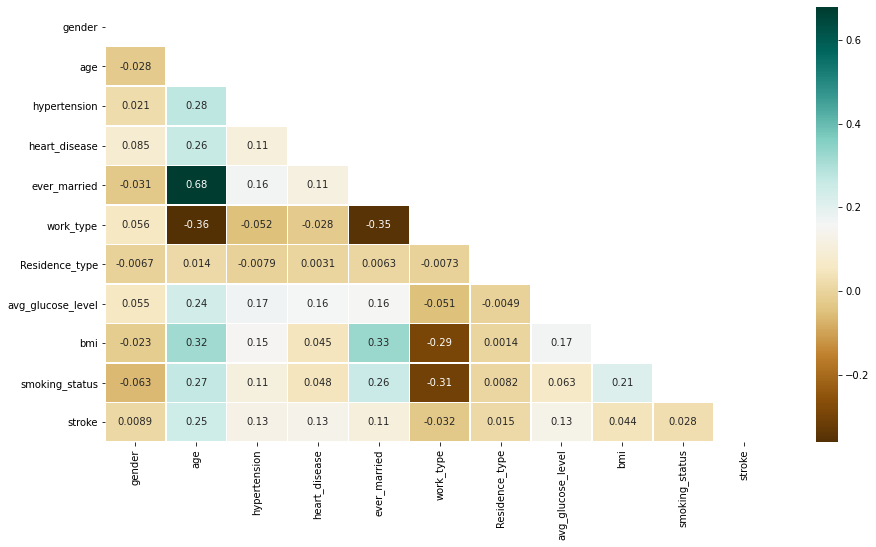 gender
age -0.028
hypertension 0.021 0.28
heart_disease 0.085 0.26 0.11
ever_married -0.031 0.68 0.16 0.11
work_type 0.056 -0.36 -0.052 -0.028 -0.35
Residence_type -0.0067 0.014 -0.0079 0.0031 0.0063 -0.0073
avg_glucose_level 0.055 0.24 0.17 0.16 0.16 -0.051 -0.0049
bmi -0.023 0.32 0.15 0.045 0.33 -0.29 0.0014 0.17
smoking_status -0.063 0.27 0.11 0.048 0.26 -0.31 0.0082 0.063 0.21
stroke 0.0089 0.25 0.13 0.13 0.11 -0.032 0.015 0.13 0.044 0.028
gender
age
hypertension
heart_disease
ever_married
work_type
Residence_type
avg_glucose_level
bmi
smoking_status
stroke
0.6
0.4
0.2
0.0
−0.2